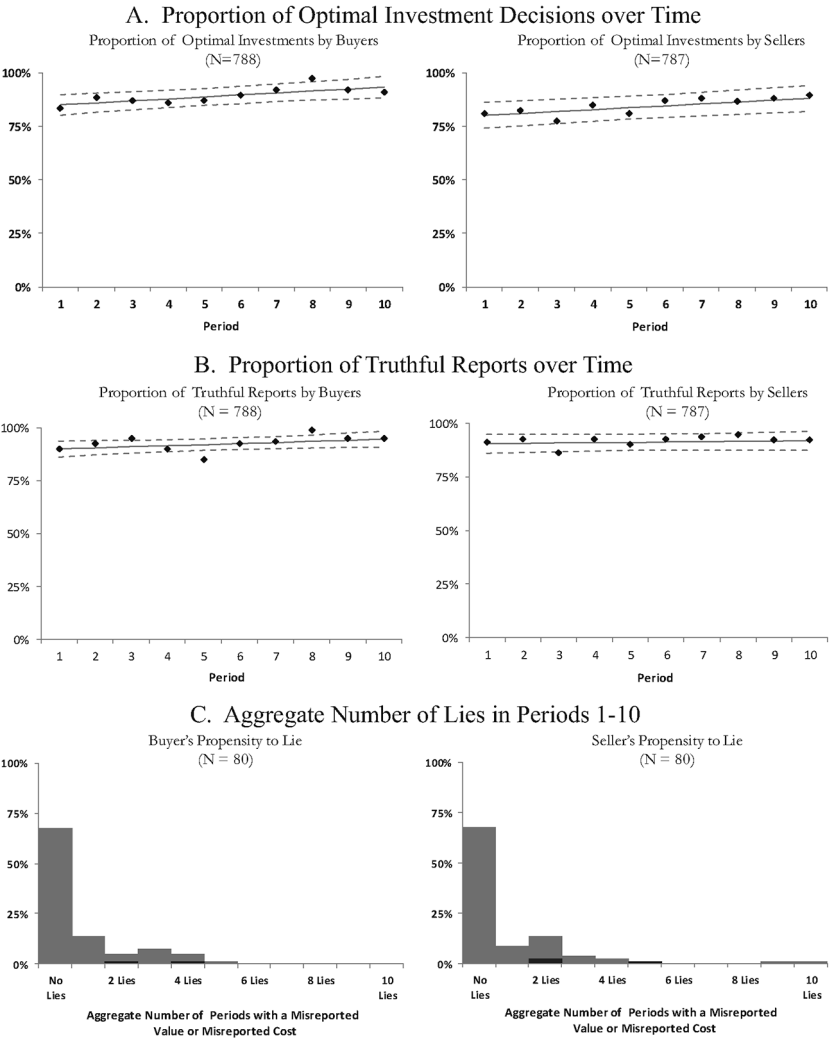 A. Proportion of Optimal Investment Decisions over Time
Proportion of Optimal Investments by Buyers
(N=788)
100%
75%
50%
25%
0%
1 2 3 4 5 6 7 8 9 10
Period
Proportion of Optimal Investments by Sellers
(N=787)
100%
75%
50%
25%
0%
1 2 3 4 5 6 7 8 9 10
Period
B. Proportion of Truthful Reports over Time
Proportion of Truthful Reports by Buyers
(N = 788)
100%
75%
50%
25%
0%
1 2 3 4 5 6 7 8 9 10
Period
Proportion of Truthful Reports by Sellers
(N = 787)
100%
75%
50%
25%
0%
1 2 3 4 5 6 7 8 9 10
Period
C. Aggregate Number of Lies in Periods 1-10
Buyer's Propensity to Lie
(N = 80)
100%
75%
50%
25%
0%
No 2 Lies 4 Lies 6 Lies 8 Lies 10
Lies Lies
Aggregate Number of Periods with a Misreported
Value or Misreported Cost
Seller's Propensity to Lie
(N = 80)
100%
75%
50%
25%
0%
No 2 Lies 4 Lies 6 Lies 8 Lies 10
Lies Lies
Aggregate Number of Periods with a Misreported
Value or Misreported Cost